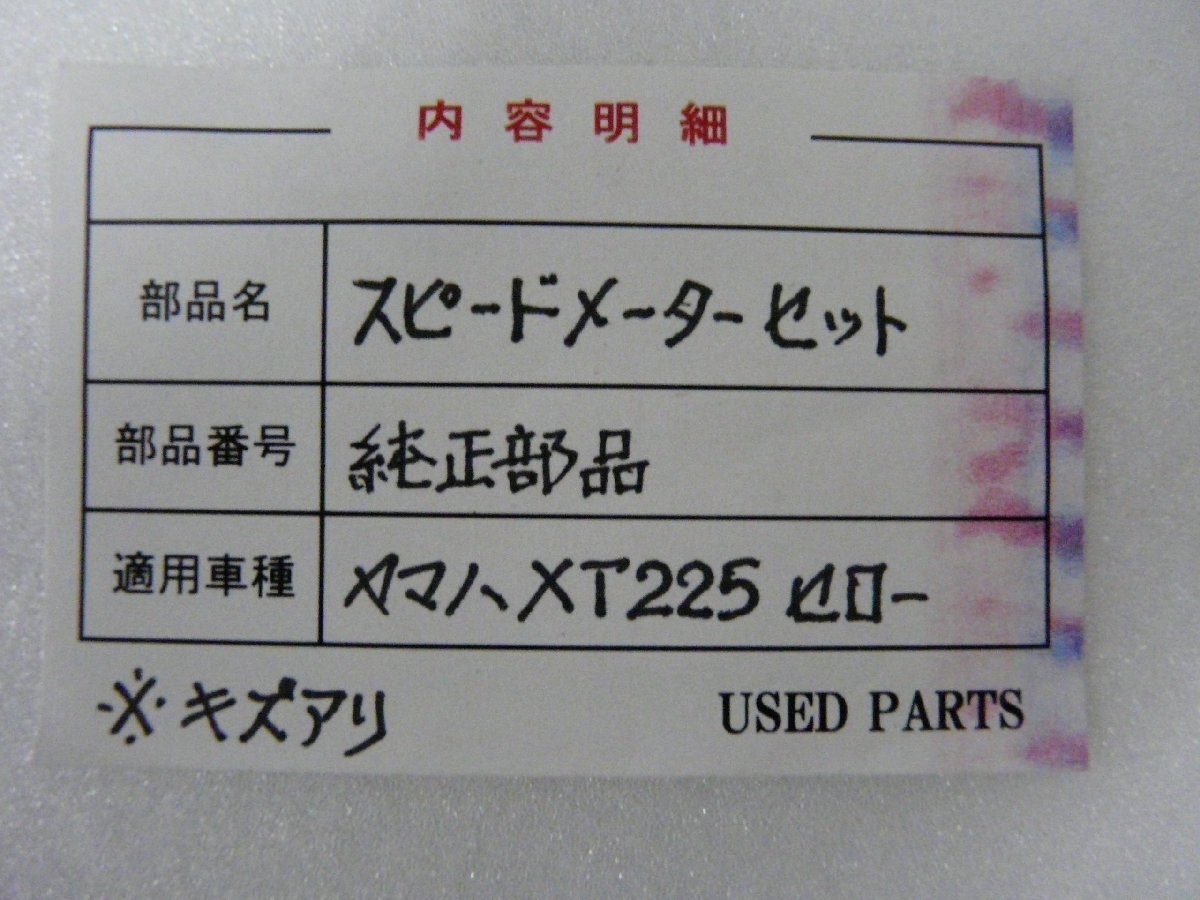 内容明細
部品名 スピードメーターセット
部品番号 純正部品
適用車種 ヤマハ XT225 セロー
※キズアリ USED PARTS